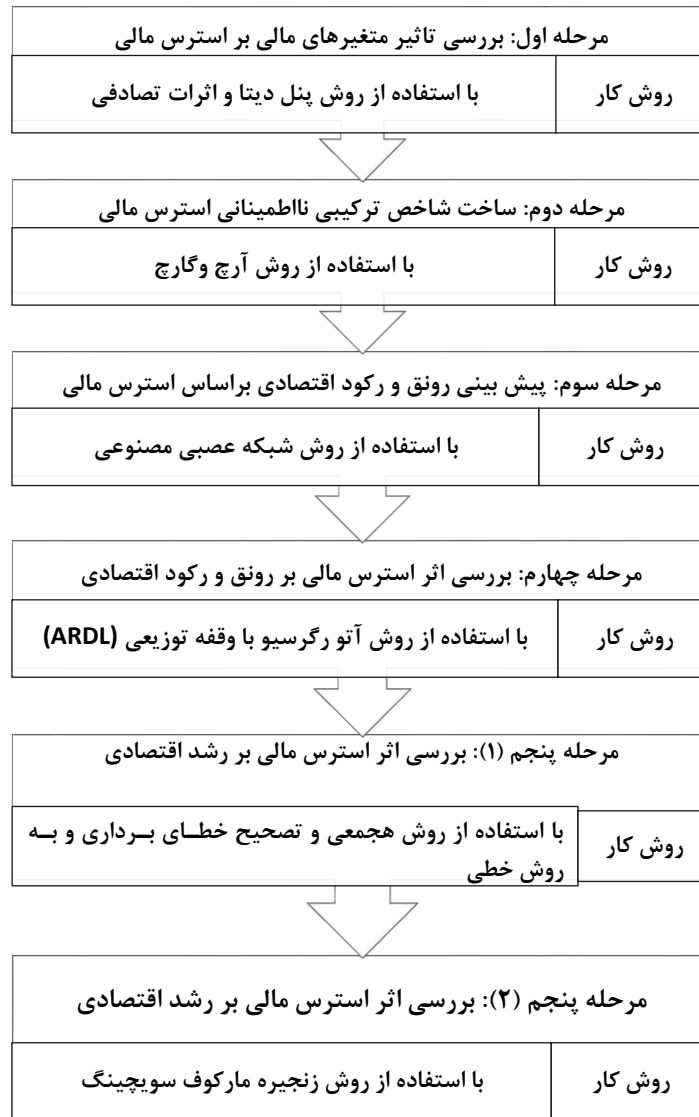 مرحله اول: بررسی تاثیر متغیرهای مالی بر استرس مالی
روش کار
با استفاده از روش پنل دیتا و اثرات تصادفی
مرحله دوم: ساخت شاخص ترکیبی نااطمینانی استرس مالی
روش کار
با استفاده از روش آرچ وگارچ
مرحله سوم: پیش بینی رونق و رکود اقتصادی براساس استرس مالی
روش کار
با استفاده از روش شبکه عصبی مصنوعی
مرحله چهارم: بررسی اثر استرس مالی بر رونق و رکود اقتصادی
روش کار
با استفاده از روش آتو رگرسیو با وقفه توزیعی (ARDL)
مرحله پنجم (۱): بررسی اثر استرس مالی بر رشد اقتصادی
روش کار
با استفاده از روش هجمعی و تصحیح خطــای بــرداری و بــه
روش خطی
مرحله پنجم (۲): بررسی اثر استرس مالی بر رشد اقتصادی
روش کار
با استفاده از روش زنجیره مارکوف سویچینگ